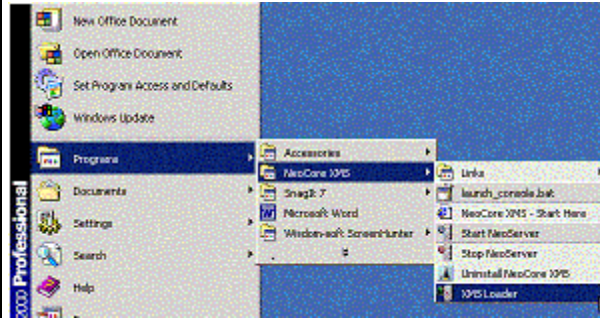 New Office Document
Open Office Document
Set Program Access and Defaults
Windows Update
Programs
Documents
Settings
Search
Help
2000 Professional
Accessories
NeoCore XMS
SnagIt 7
Microsoft Word
Wisdom-soft ScreenHunter
Links
launch_console.bat
NeoCore XMS - Start Here
Start NeoServer
Stop NeoServer
Uninstall NeoCore XMS
XMS Loader